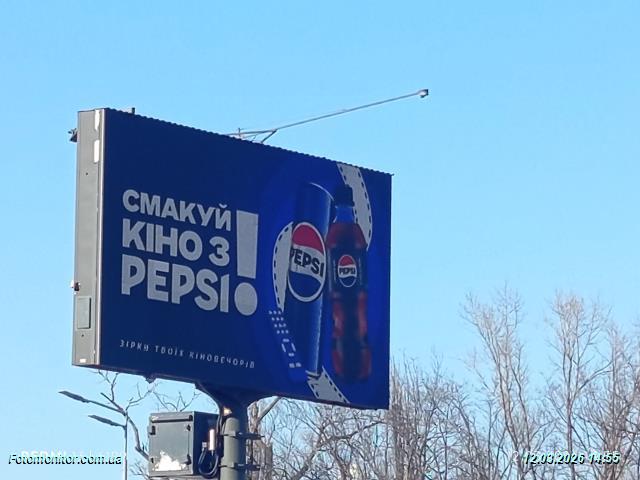 СМАКУЙ
КІНО З
PEPSI!
ЗІРКИ ТВОЇХ КІНОВЕЧОРІВ
PEPSI
PEPSI
Fotomonitor.com.ua
12.03.2026 14:55